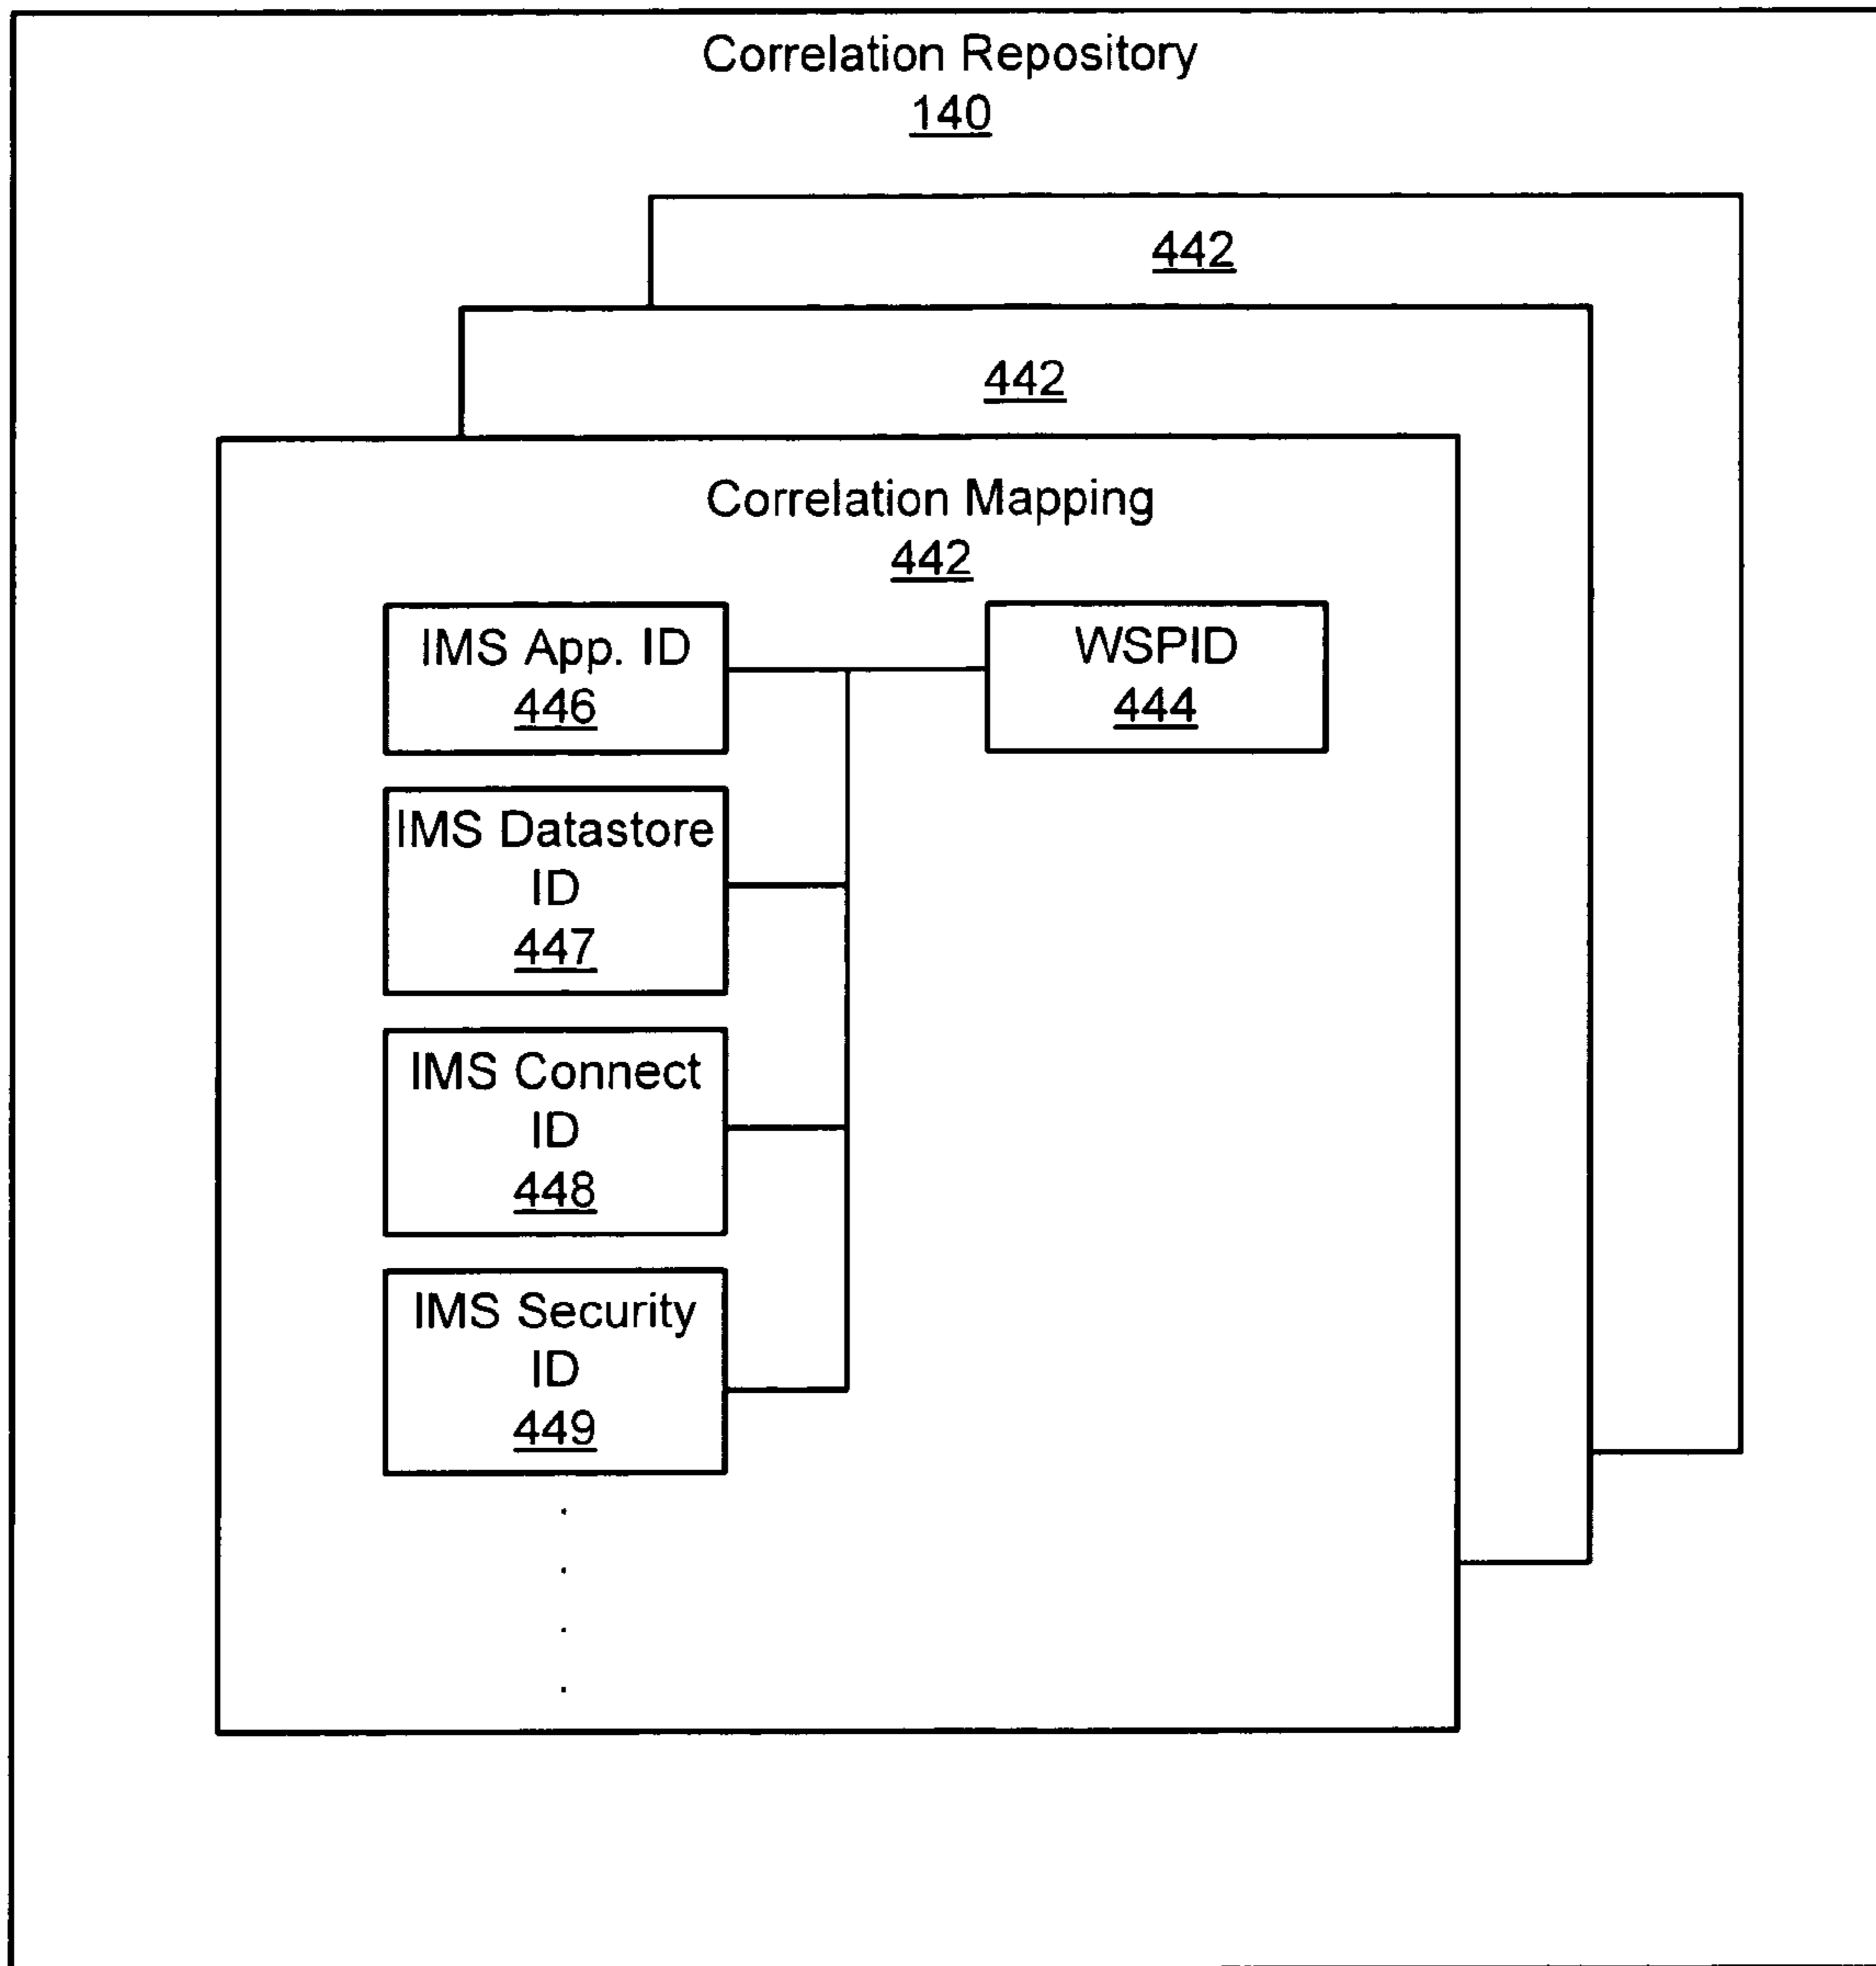 Correlation Repository
140
442
442
Correlation Mapping
442
IMS App. ID
446
WSPID
444
IMS Datastore
ID
447
IMS Connect
ID
448
IMS Security
ID
449